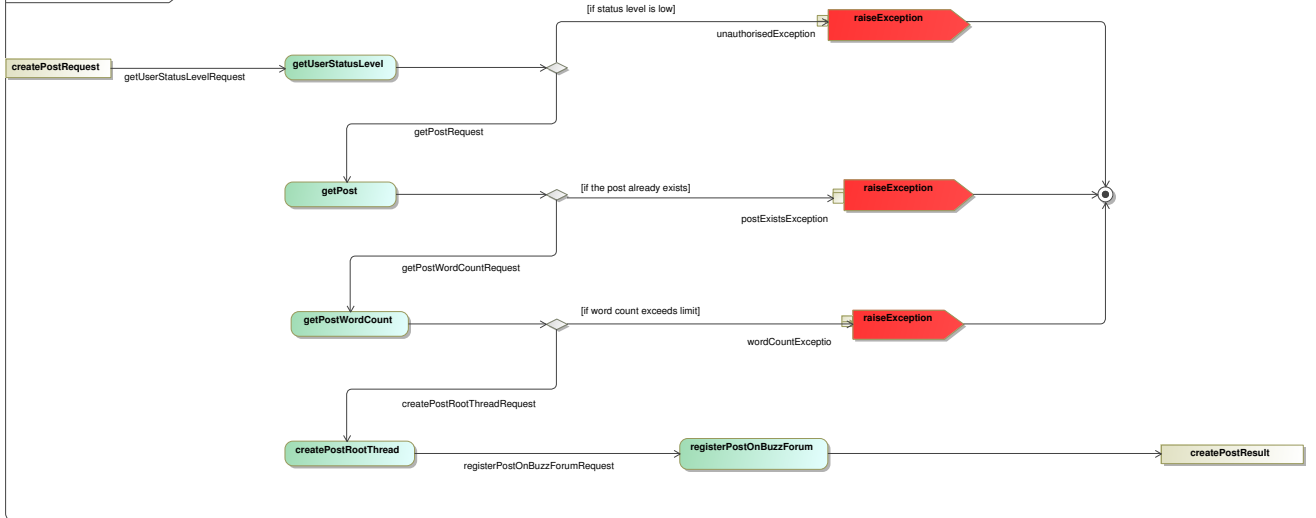 [if status level is low]
raiseException
unauthorisedException
createPostRequest
getUserStatusLevelRequest
getUserStatusLevel
getPostRequest
getPost
[if the post already exists]
raiseException
postExistsException
getPostWordCountRequest
getPostWordCount
[if word count exceeds limit]
raiseException
wordCountExceptio
createPostRootThreadRequest
createPostRootThread
registerPostOnBuzzForumRequest
registerPostOnBuzzForum
createPostResult